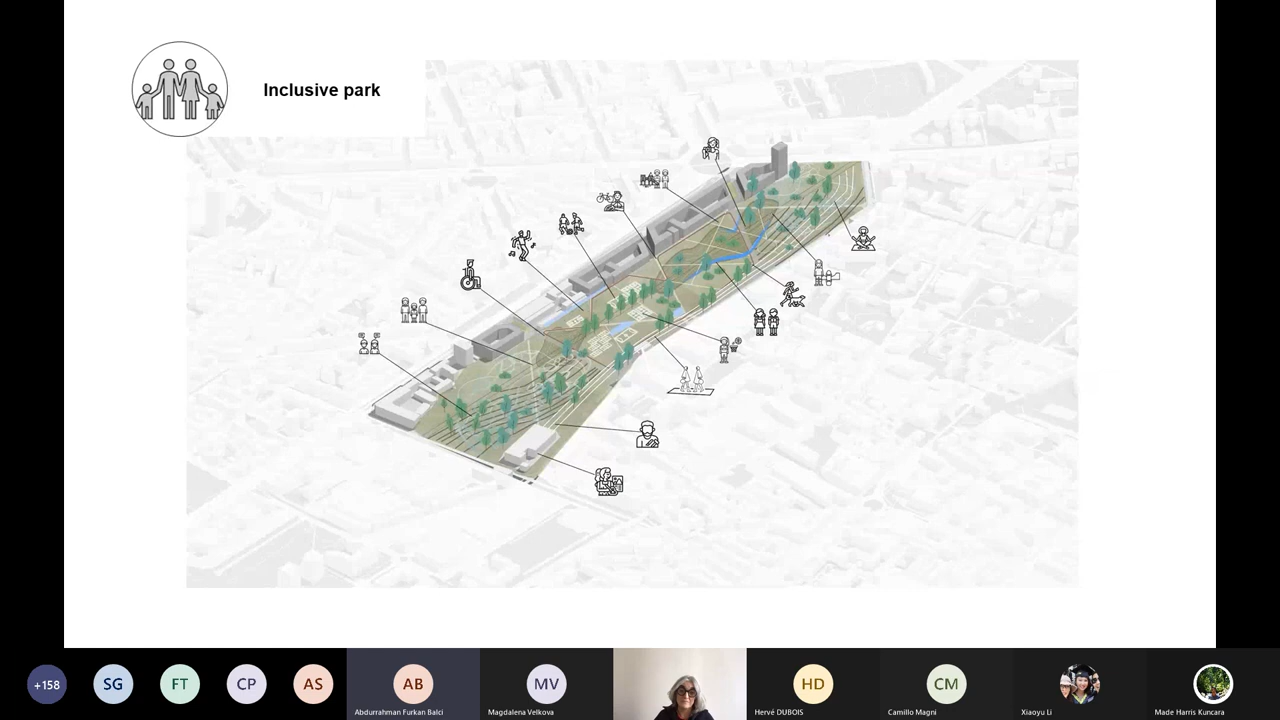 Inclusive park
+158
SG
FT
CP
AS
AB
Abdurrahman Furkan Balci
MV
Magdalena Velkova
HD
Hervé DUBOIS
CM
Camillo Magni
Xiaoyu Li
Made Harris Kuncara